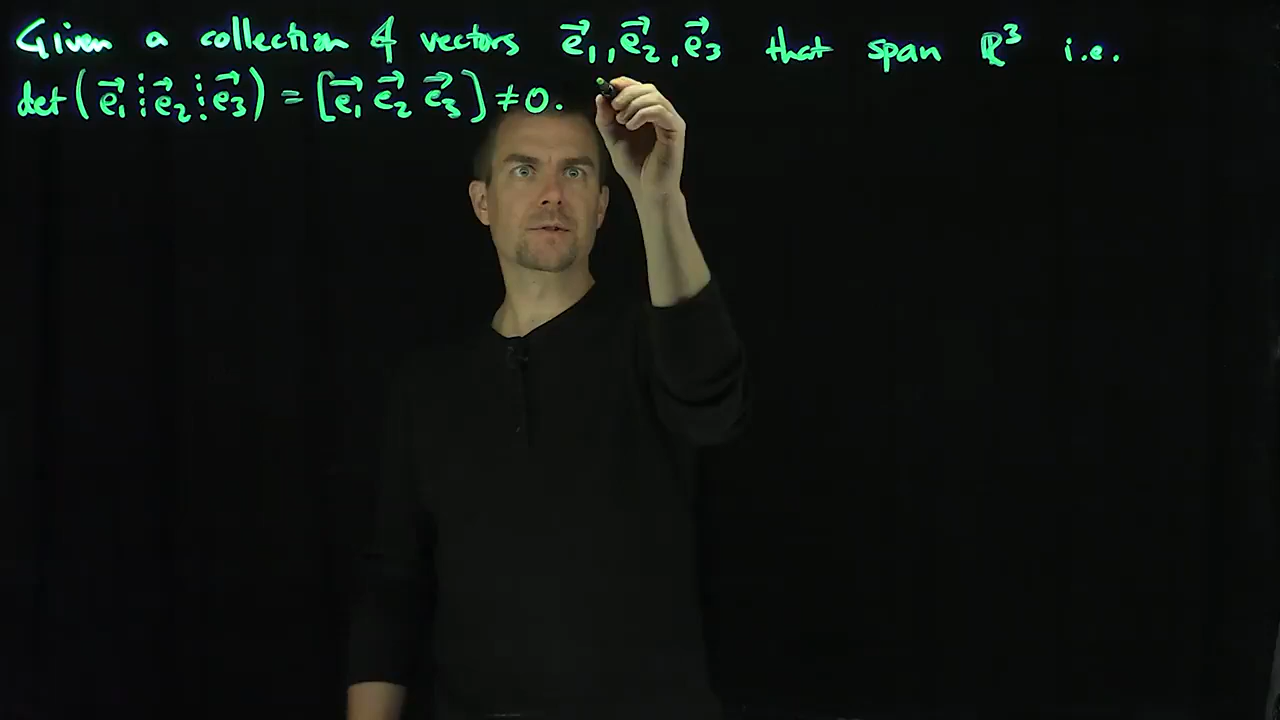 Given a collection of vectors e⃗₁, e⃗₂, e⃗₃ that span ℝ³ i.e.
det(e⃗₁ ⋮ e⃗₂ ⋮ e⃗₃) = [e⃗₁ e⃗₂ e⃗₃] ≠ 0.